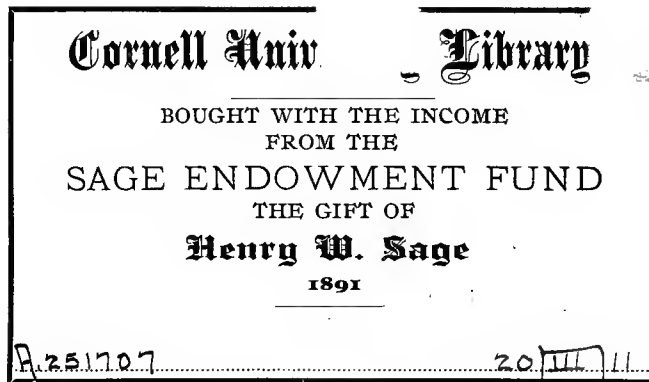 Cornell Univ Library
BOUGHT WITH THE INCOME
FROM THE
SAGE ENDOWMENT FUND
THE GIFT OF
Henry W. Sage
1891
A.251707 20 III 11